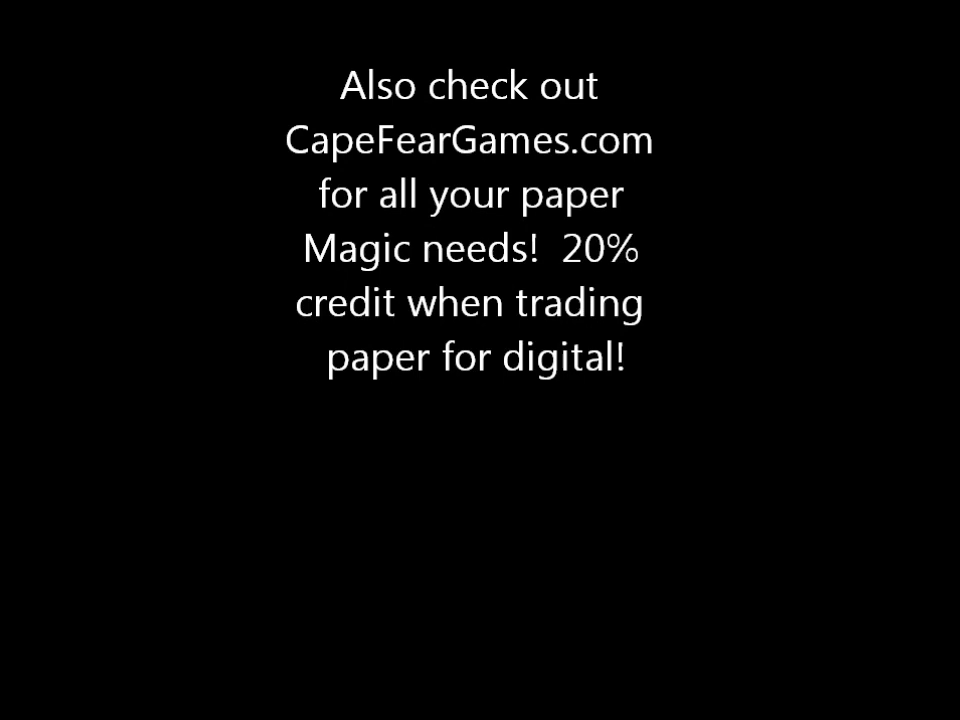 Also check out
CapeFearGames.com
for all your paper
Magic needs!  20%
credit when trading
paper for digital!